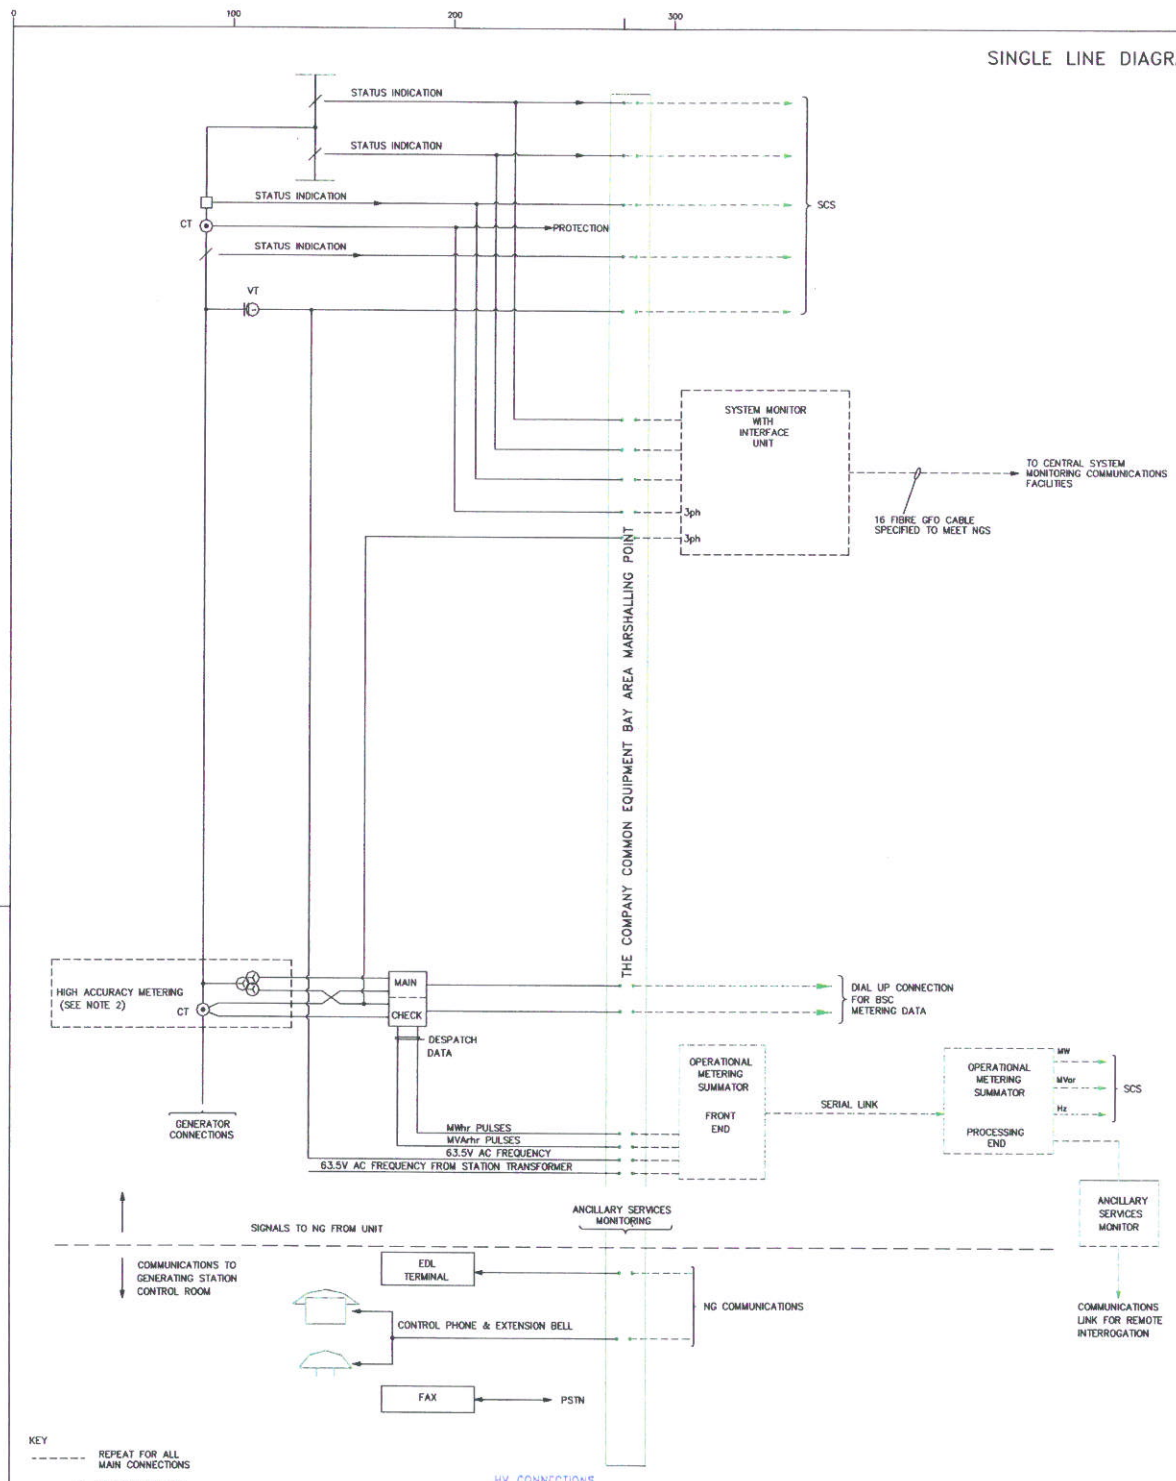 0
100
200
300
SINGLE LINE DIAGR
STATUS INDICATION
STATUS INDICATION
STATUS INDICATION
SCS
CT
PROTECTION
STATUS INDICATION
VT
SYSTEM MONITOR
WITH
INTERFACE
UNIT
TO CENTRAL SYSTEM
MONITORING COMMUNICATIONS
FACILITIES
3ph
16 FIBRE GFO CABLE
SPECIFIED TO MEET NGS
3ph
THE COMPANY COMMON EQUIPMENT BAY AREA MARSHALLING POINT
HIGH ACCURACY METERING
(SEE NOTE 2)
CT
MAIN
CHECK
DIAL UP CONNECTION
FOR BSC
METERING DATA
DESPATCH
DATA
OPERATIONAL
METERING
SUMMATOR
FRONT
END
SERIAL LINK
OPERATIONAL
METERING
SUMMATOR
PROCESSING
END
MW
MVar
Hz
SCS
GENERATOR
CONNECTIONS
MWhr PULSES
MVArhr PULSES
63.5V AC FREQUENCY
63.5V AC FREQUENCY FROM STATION TRANSFORMER
ANCILLARY SERVICES
MONITORING
ANCILLARY
SERVICES
MONITOR
SIGNALS TO NG FROM UNIT
COMMUNICATIONS TO
GENERATING STATION
CONTROL ROOM
EDL
TERMINAL
NG COMMUNICATIONS
CONTROL PHONE & EXTENSION BELL
COMMUNICATIONS
LINK FOR REMOTE
INTERROGATION
FAX
PSTN
KEY
REPEAT FOR ALL
MAIN CONNECTIONS
HV CONNECTIONS